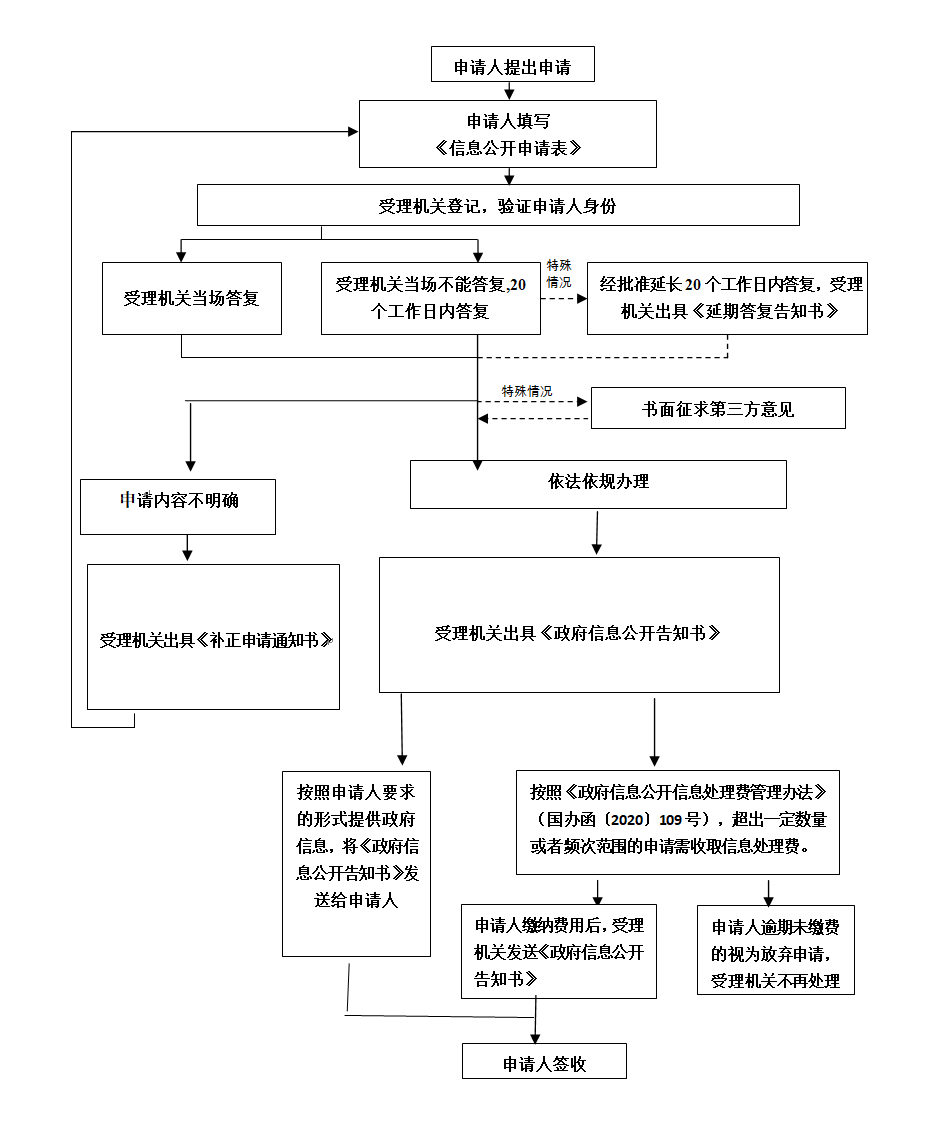 申请人提出申请
申请人填写
《信息公开申请表》
受理机关登记，验证申请人身份
受理机关当场答复
受理机关当场不能答复,20
个工作日内答复
特殊
情况
经批准延长 20 个工作日内答复，受理
机关出具《延期答复告知书》
特殊情况
书面征求第三方意见
依法依规办理
申请内容不明确
受理机关出具《补正申请通知书》
受理机关出具《政府信息公开告知书》
按照申请人要求
的形式提供政府
信息，将《政府信
息公开告知书》发
送给申请人
按照《政府信息公开信息处理费管理办法》
（国办函〔2020〕109 号），超出一定数量
或者频次范围的申请需收取信息处理费。
申请人缴纳费用后，受理
机关发送《政府信息公开
告知书》
申请人逾期未缴费
的视为放弃申请，
受理机关不再处理
申请人签收